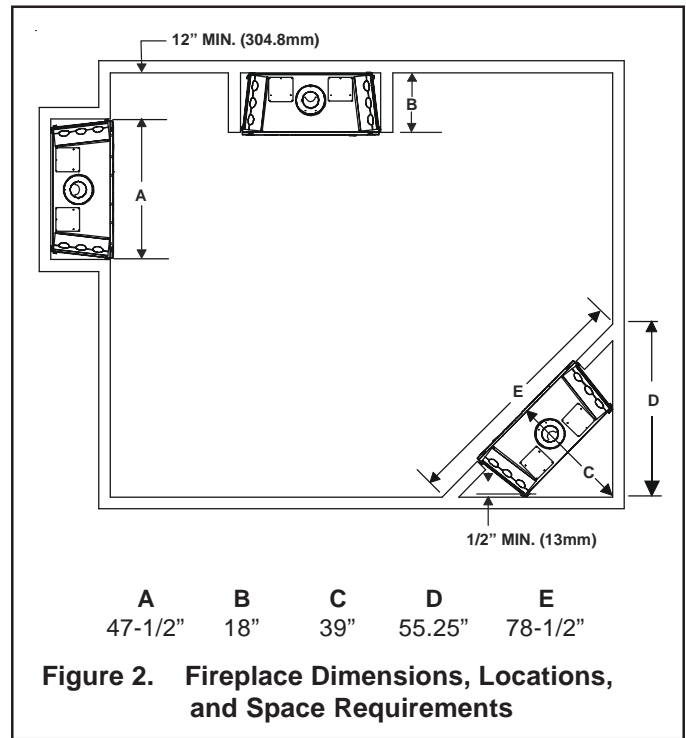 12” MIN. (304.8mm)
B
A
E
D
C
1/2” MIN. (13mm)
A B C D E
47-1/2” 18” 39” 55.25” 78-1/2”
Figure 2. Fireplace Dimensions, Locations,
and Space Requirements